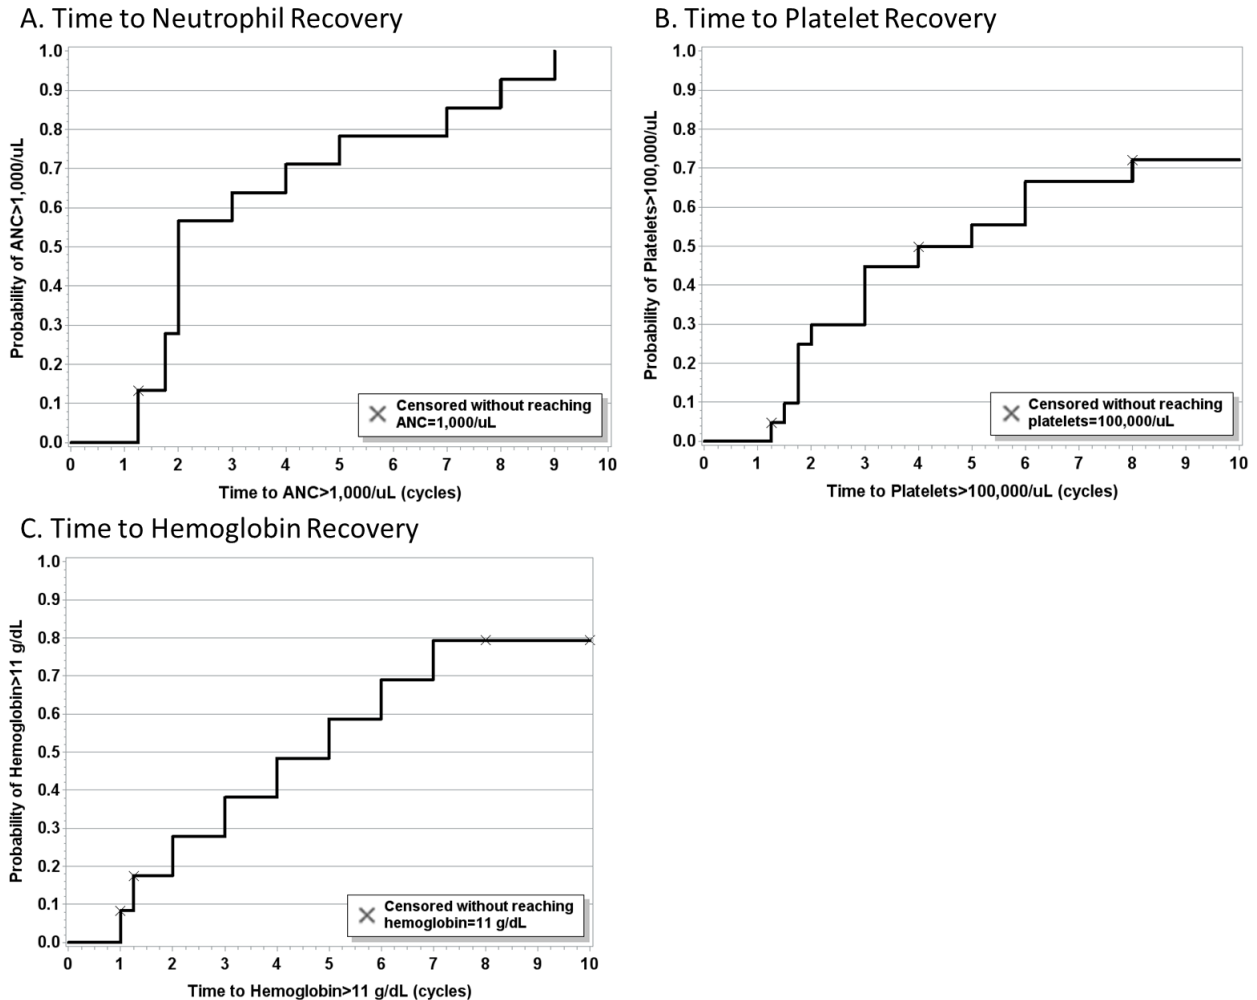 A. Time to Neutrophil Recovery
Probability of ANC>1,000/uL
1.0
0.9
0.8
0.7
0.6
0.5
0.4
0.3
0.2
0.1
0.0
Censored without reaching
ANC=1,000/uL
0 1 2 3 4 5 6 7 8 9 10
Time to ANC>1,000/uL (cycles)
B. Time to Platelet Recovery
Probability of Platelets>100,000/uL
1.0
0.9
0.8
0.7
0.6
0.5
0.4
0.3
0.2
0.1
0.0
Censored without reaching
platelets=100,000/uL
0 1 2 3 4 5 6 7 8 9 10
Time to Platelets>100,000/uL (cycles)
C. Time to Hemoglobin Recovery
Probability of Hemoglobin>11 g/dL
1.0
0.9
0.8
0.7
0.6
0.5
0.4
0.3
0.2
0.1
0.0
Censored without reaching
hemoglobin=11 g/dL
0 1 2 3 4 5 6 7 8 9 10
Time to Hemoglobin>11 g/dL (cycles)